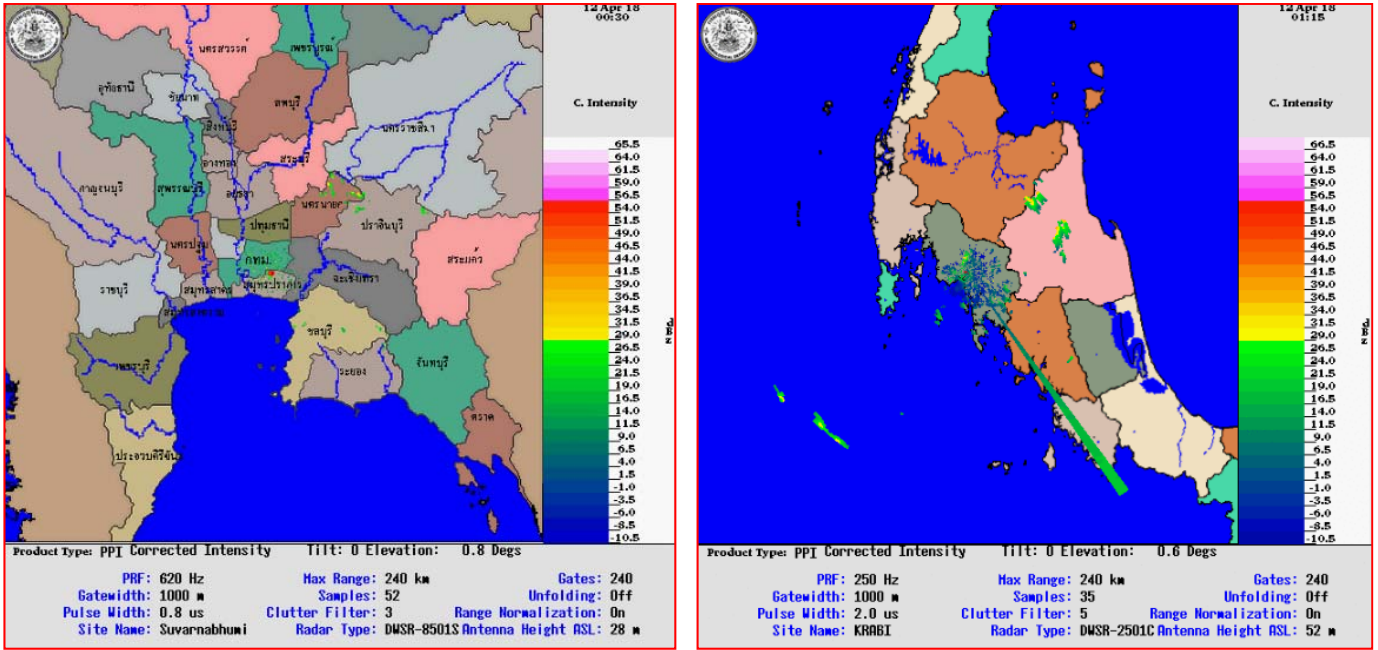 12 Apr 18
00:30
C. Intensity
65.5
64.0
61.5
59.0
56.5
54.0
51.5
49.0
46.5
44.0
41.5
39.0
36.5
34.0
31.5
29.0
26.5
24.0
21.5
19.0
16.5
14.0
11.5
9.0
6.5
4.0
1.5
-1.0
-3.5
-6.0
-8.5
-10.5
นครสวรรค์
เพชรบูรณ์
อุทัยธานี
ชัยนาท
ลพบุรี
สิงหบุรี
นครราชสีมา
อ่างทอง
สระบุรี
กาญจนบุรี
สุพรรณบุรี
อยุธยา
นครนายก
ปทุมธานี
ปราจีนบุรี
นครปฐม
กทม.
สระแก้ว
ราชบุรี
สมุทรสาคร
สมุทรปราการ
ฉะเชิงเทรา
ชลบุรี
เพชรบุรี
ระยอง
จันทบุรี
ตราด
ประจวบคีรีขันธ์
Product Type: PPI Corrected Intensity Tilt: 0 Elevation: 0.8 Degs
PRF: 620 Hz Max Range: 240 km Gates: 240
Gatewidth: 1000 m Samples: 52 Unfolding: Off
Pulse Width: 0.8 us Clutter Filter: 3 Range Normalization: On
Site Name: Suvarnabhumi Radar Type: DWSR-8501S Antenna Height ASL: 28 m
12 Apr 18
01:15
C. Intensity
66.5
64.0
61.5
59.0
56.5
54.0
51.5
49.0
46.5
44.0
41.5
39.0
36.5
34.0
31.5
29.0
26.5
24.0
21.5
19.0
16.5
14.0
11.5
9.0
6.5
4.0
1.5
-1.0
-3.5
-6.0
-8.5
-10.5
Product Type: PPI Corrected Intensity Tilt: 0 Elevation: 0.6 Degs
PRF: 250 Hz Max Range: 240 km Gates: 240
Gatewidth: 1000 m Samples: 35 Unfolding: Off
Pulse Width: 2.0 us Clutter Filter: 5 Range Normalization: On
Site Name: KRABI Radar Type: DWSR-2501C Antenna Height ASL: 52 m